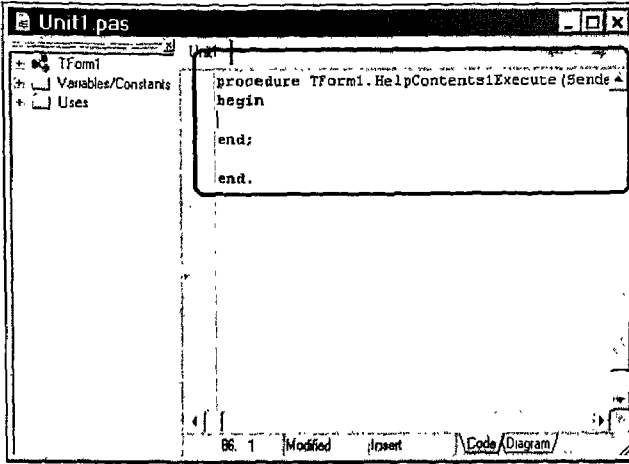 Unit1.pas
Unit1
TForm1
Variables/Constants
Uses
procedure TForm1.HelpContents1Execute(Sende
begin
end;
end.
86: 1
Modified
Insert
Code
Diagram